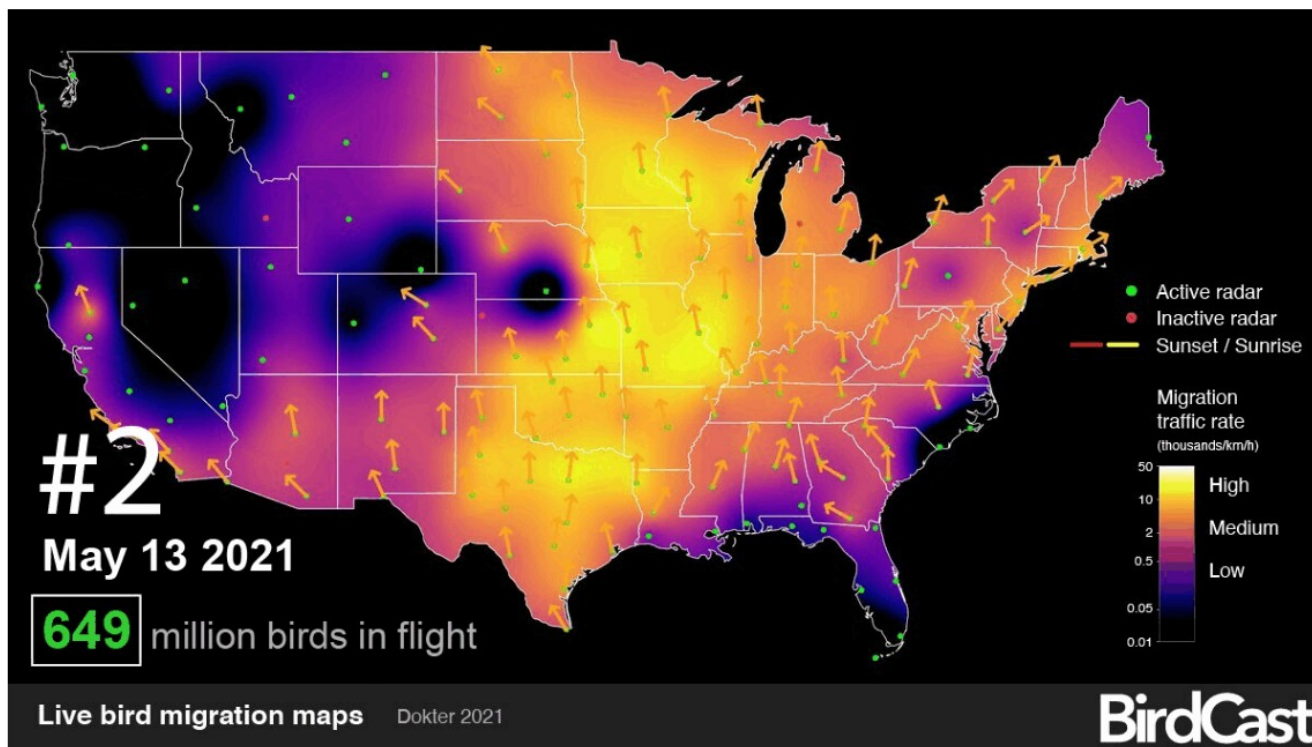 Active radar
Inactive radar
Sunset / Sunrise
Migration
traffic rate
(thousands/km/h)
50
10
2
0.5
0.05
0.01
High
Medium
Low
#2
May 13 2021
649 million birds in flight
Live bird migration maps Dokter 2021
BirdCast